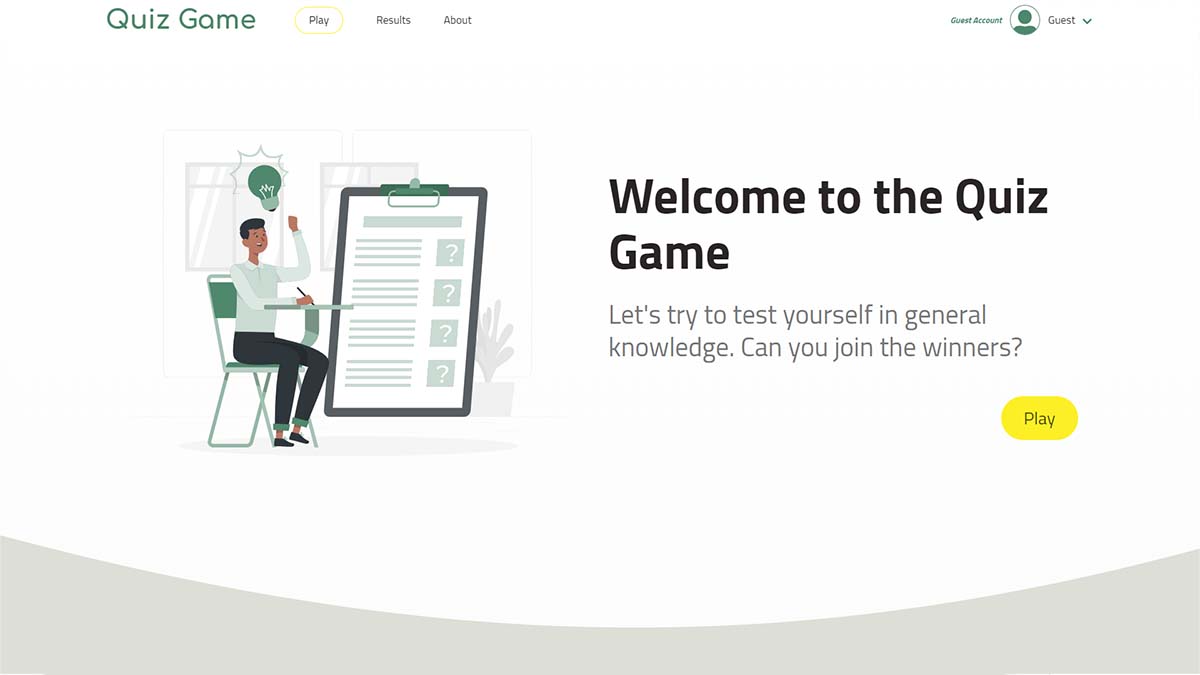 Quiz Game
Play
Results
About
Guest Account
Guest
Welcome to the Quiz
Game
Let's try to test yourself in general
knowledge. Can you join the winners?
Play
?
?
?
?